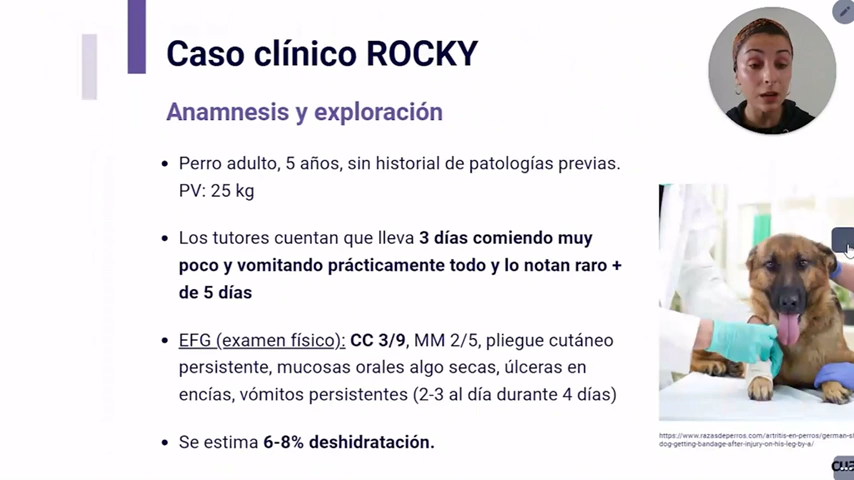 Caso clínico ROCKY
Anamnesis y exploración
• Perro adulto, 5 años, sin historial de patologías previas.
PV: 25 kg
• Los tutores cuentan que lleva 3 días comiendo muy
poco y vomitando prácticamente todo y lo notan raro +
de 5 días
• EFG (examen físico): CC 3/9, MM 2/5, pliegue cutáneo
persistente, mucosas orales algo secas, úlceras en
encías, vómitos persistentes (2-3 al día durante 4 días)
• Se estima 6-8% deshidratación.
https://www.razasdeperros.com/artritis-en-perros/german-s
dog-getting-bandage-after-injury-on-his-leg-by-a/